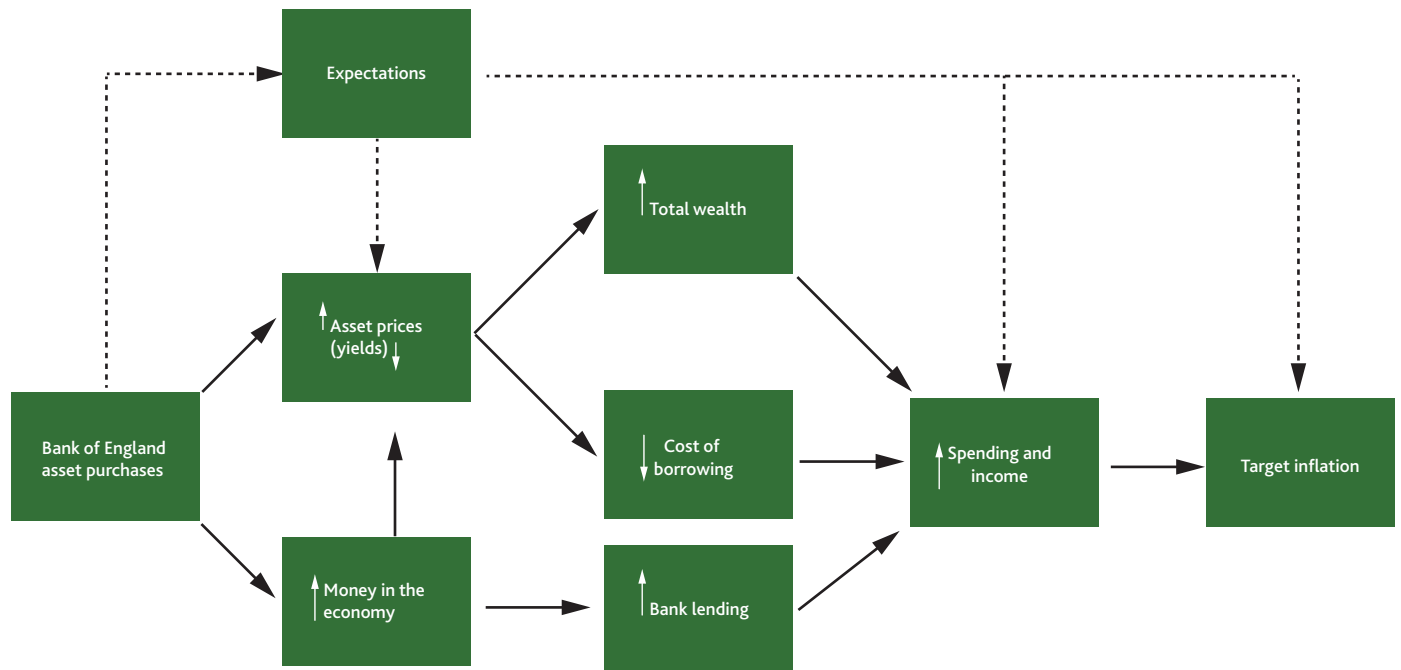 Expectations
Total wealth
Asset prices
(yields)
Bank of England
asset purchases
Cost of
borrowing
Spending and
income
Target inflation
Money in the
economy
Bank lending